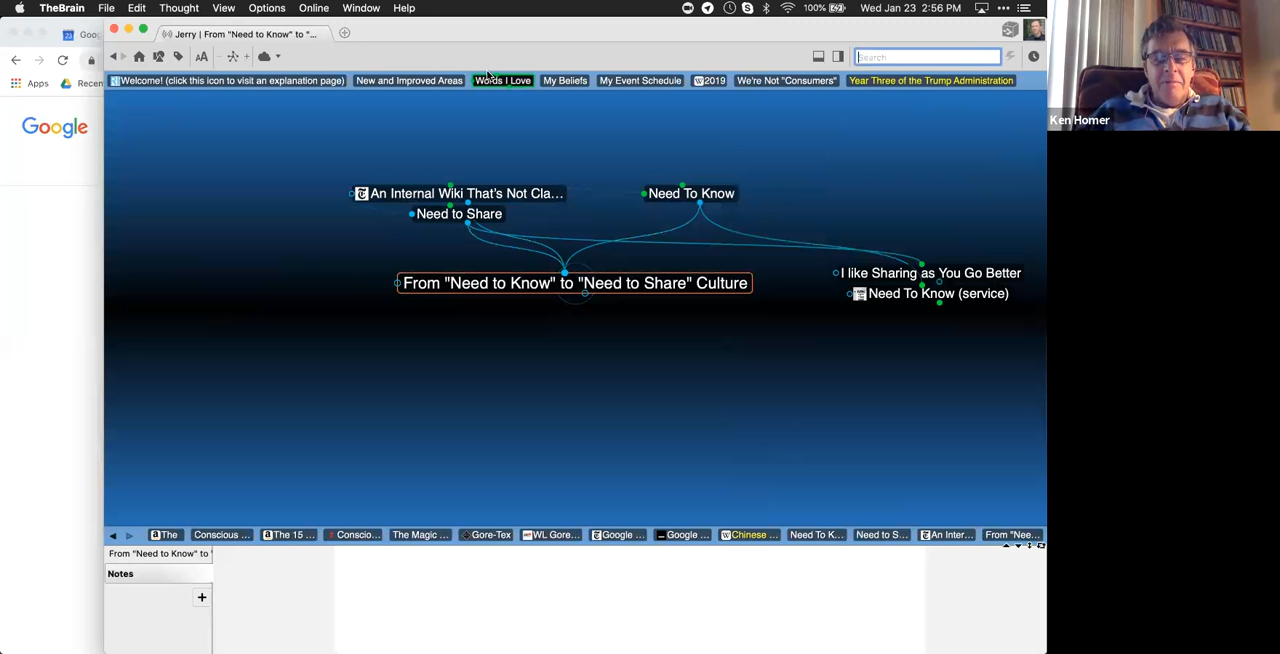 TheBrain File Edit Thought View Options Online Window Help 100% Wed Jan 23 2:56 PM
Jerry | From "Need to Know" to "...
Goog
Apps Recen
AA
Search
Welcome! (click this icon to visit an explanation page) New and Improved Areas Words I Love My Beliefs My Event Schedule 2019 We're Not "Consumers" Year Three of the Trump Administration
Ken Homer
Google
An Internal Wiki That's Not Cla... Need To Know
Need to Share
I like Sharing as You Go Better
From "Need to Know" to "Need to Share" Culture
Need To Know (service)
The Conscious ... The 15 ... Conscio... The Magic ... Gore-Tex WL Gore... Google ... Google ... Chinese ... Need To K... Need to S... An Inter... From "Nee...
From "Need to Know" to '
Notes